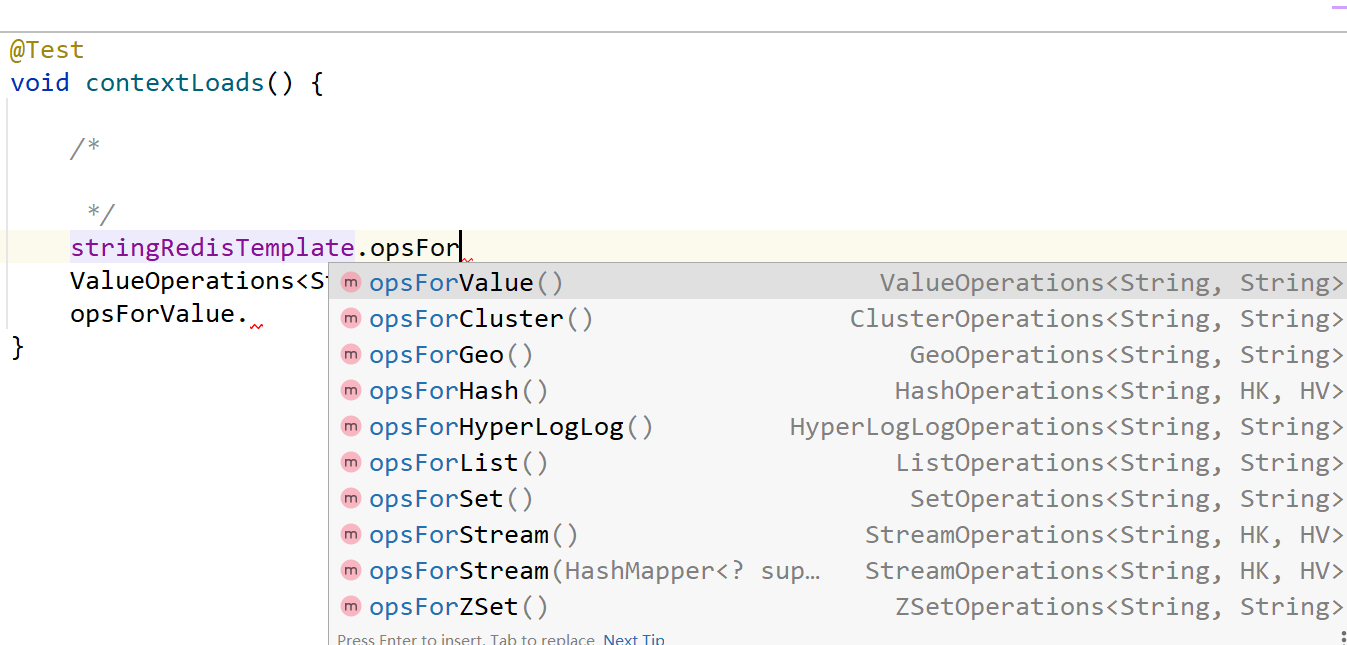 @Test
void contextLoads() {
/*
*/
stringRedisTemplate.opsFor
ValueOperations<St
opsForValue.
}
m opsForValue() ValueOperations<String, String>
m opsForCluster() ClusterOperations<String, String>
m opsForGeo() GeoOperations<String, String>
m opsForHash() HashOperations<String, HK, HV>
m opsForHyperLogLog() HyperLogLogOperations<String, String>
m opsForList() ListOperations<String, String>
m opsForSet() SetOperations<String, String>
m opsForStream() StreamOperations<String, HK, HV>
m opsForStream(HashMapper<? sup… StreamOperations<String, HK, HV>
m opsForZSet() ZSetOperations<String, String>
Press Enter to insert, Tab to replace Next Tip